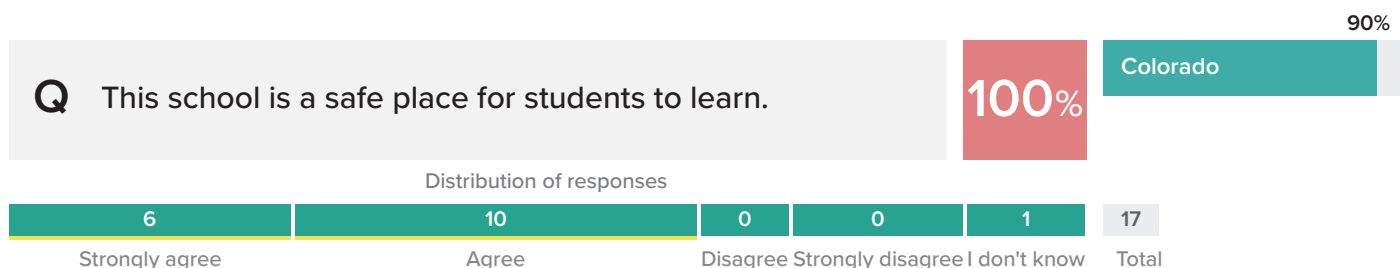 90%
Q This school is a safe place for students to learn.
100%
Colorado
Distribution of responses
6 10 0 0 1 17
Strongly agree Agree Disagree Strongly disagree I don't know Total